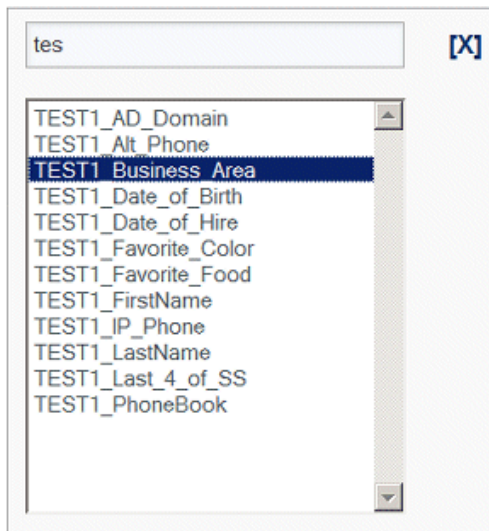 tes
[X]
TEST1_AD_Domain
TEST1_Alt_Phone
TEST1_Business_Area
TEST1_Date_of_Birth
TEST1_Date_of_Hire
TEST1_Favorite_Color
TEST1_Favorite_Food
TEST1_FirstName
TEST1_IP_Phone
TEST1_LastName
TEST1_Last_4_of_SS
TEST1_PhoneBook